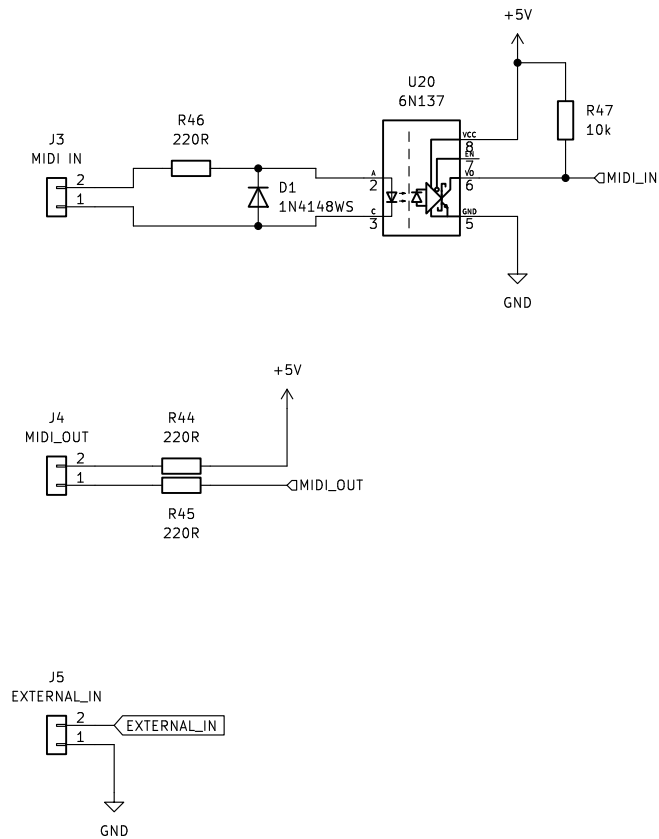 +5V
U20
6N137
R46
220R
R47
10k
J3
MIDI IN
VCC
8
EN
7
A
2
VO
6
MIDI_IN
2
1
D1
1N4148WS
C
3
GND
5
GND
+5V
J4
MIDI_OUT
R44
220R
2
1
MIDI_OUT
R45
220R
J5
EXTERNAL_IN
2
EXTERNAL_IN
1
GND